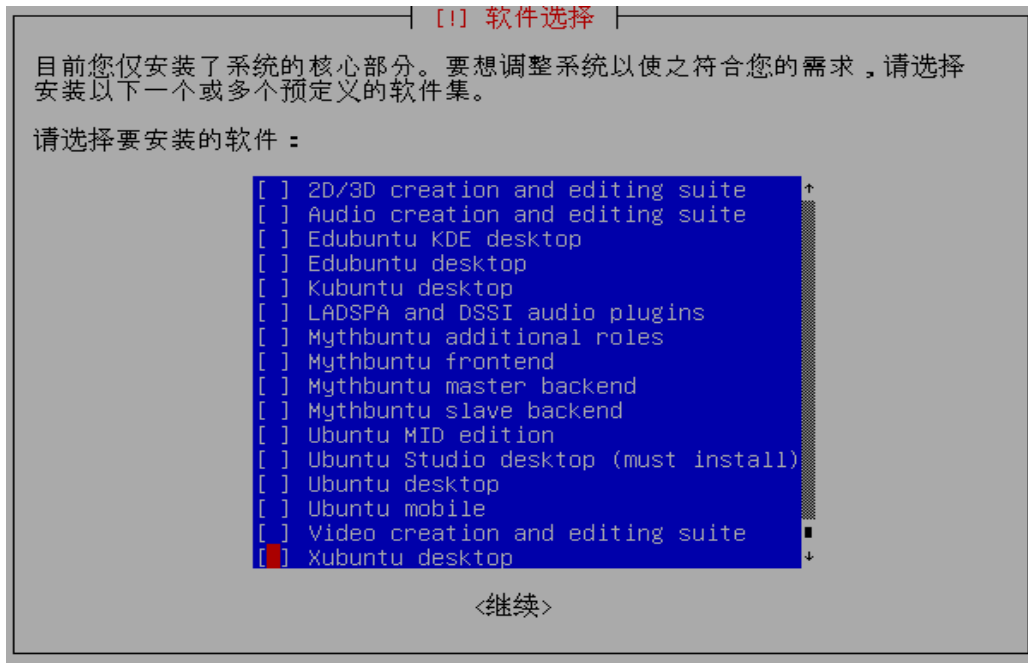 [!] 软件选择
目前您仅安装了系统的核心部分。要想调整系统以使之符合您的需求,请选择
安装以下一个或多个预定义的软件集。
请选择要安装的软件:
[ ] 2D/3D creation and editing suite
[ ] Audio creation and editing suite
[ ] Edubuntu KDE desktop
[ ] Edubuntu desktop
[ ] Kubuntu desktop
[ ] LADSPA and DSSI audio plugins
[ ] Mythbuntu additional roles
[ ] Mythbuntu frontend
[ ] Mythbuntu master backend
[ ] Mythbuntu slave backend
[ ] Ubuntu MID edition
[ ] Ubuntu Studio desktop (must install)
[ ] Ubuntu desktop
[ ] Ubuntu mobile
[ ] Video creation and editing suite
[ ] Xubuntu desktop
<继续>